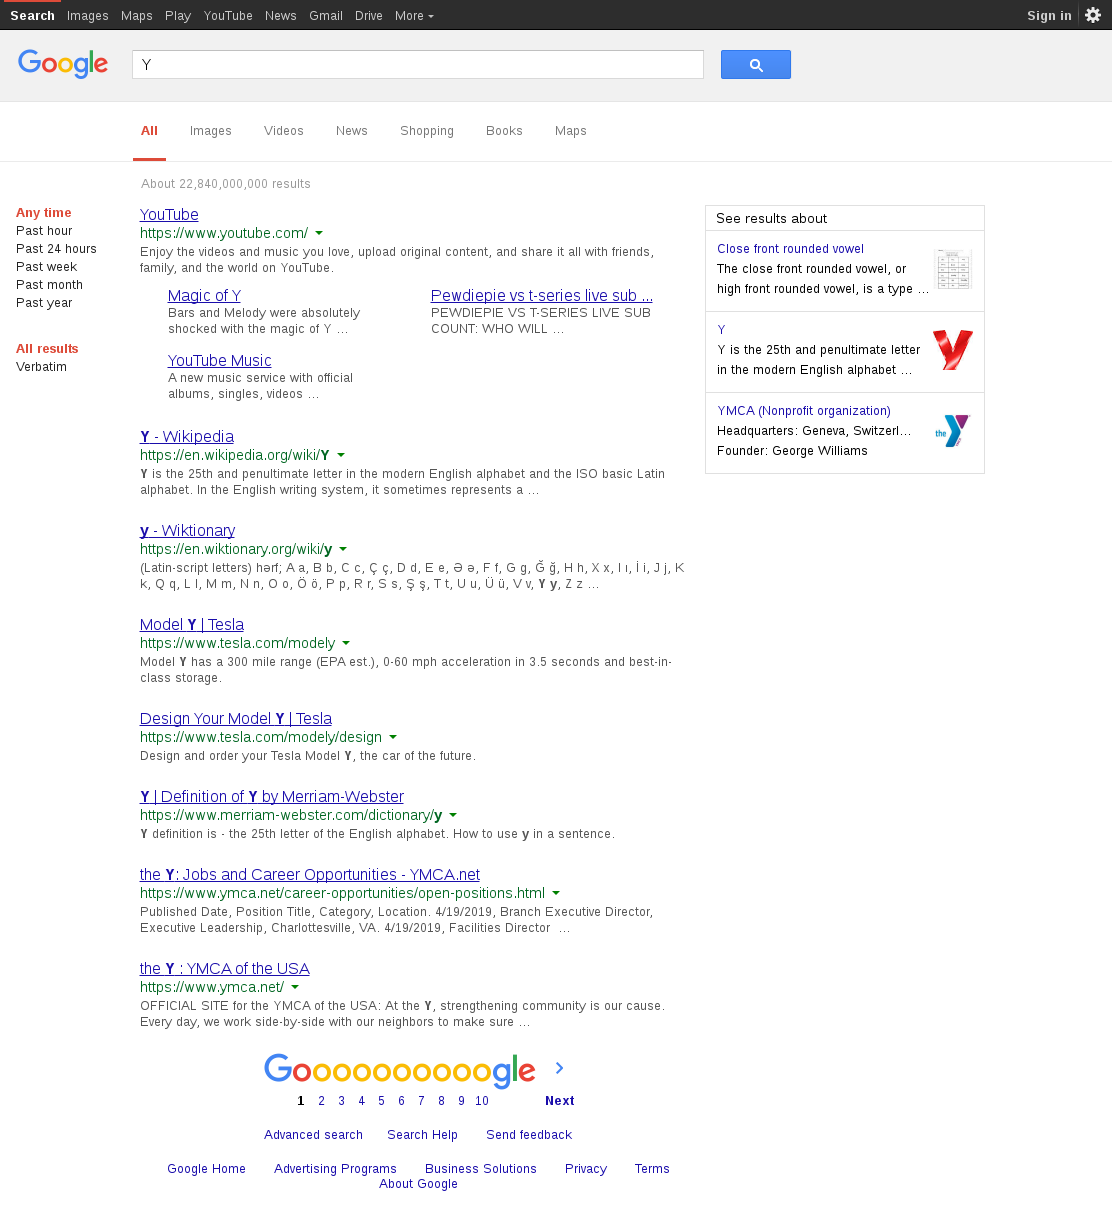 Search Images Maps Play YouTube News Gmail Drive More Sign in
Google
Y
All Images Videos News Shopping Books Maps
About 22,840,000,000 results
Any time
Past hour
Past 24 hours
Past week
Past month
Past year
All results
Verbatim
YouTube
https://www.youtube.com/
Enjoy the videos and music you love, upload original content, and share it all with friends,
family, and the world on YouTube.
Magic of Y
Bars and Melody were absolutely
shocked with the magic of Y ...
Pewdiepie vs t-series live sub ...
PEWDIEPIE VS T-SERIES LIVE SUB
COUNT: WHO WILL ...
YouTube Music
A new music service with official
albums, singles, videos ...
Y - Wikipedia
https://en.wikipedia.org/wiki/Y
Y is the 25th and penultimate letter in the modern English alphabet and the ISO basic Latin
alphabet. In the English writing system, it sometimes represents a ...
y - Wiktionary
https://en.wiktionary.org/wiki/y
(Latin-script letters) hərf; A a, B b, C c, Ç ç, D d, E e, Ə ə, F f, G g, Ğ ğ, H h, X x, I ı, İ i, J j, K
k, Q q, L l, M m, N n, O o, Ö ö, P p, R r, S s, Ş ş, T t, U u, Ü ü, V v, Y y, Z z ...
Model Y | Tesla
https://www.tesla.com/modely
Model Y has a 300 mile range (EPA est.), 0-60 mph acceleration in 3.5 seconds and best-in-
class storage.
Design Your Model Y | Tesla
https://www.tesla.com/modely/design
Design and order your Tesla Model Y, the car of the future.
Y | Definition of Y by Merriam-Webster
https://www.merriam-webster.com/dictionary/y
Y definition is - the 25th letter of the English alphabet. How to use y in a sentence.
the Y: Jobs and Career Opportunities - YMCA.net
https://www.ymca.net/career-opportunities/open-positions.html
Published Date, Position Title, Category, Location. 4/19/2019, Branch Executive Director,
Executive Leadership, Charlottesville, VA. 4/19/2019, Facilities Director ...
the Y : YMCA of the USA
https://www.ymca.net/
OFFICIAL SITE for the YMCA of the USA: At the Y, strengthening community is our cause.
Every day, we work side-by-side with our neighbors to make sure ...
See results about
Close front rounded vowel
The close front rounded vowel, or
high front rounded vowel, is a type ...
Y
Y is the 25th and penultimate letter
in the modern English alphabet ...
Y
YMCA (Nonprofit organization)
Headquarters: Geneva, Switzerl...
Founder: George Williams
the Y
Goooooooooogle
1 2 3 4 5 6 7 8 9 10 Next
Advanced search Search Help Send feedback
Google Home Advertising Programs Business Solutions Privacy Terms
About Google